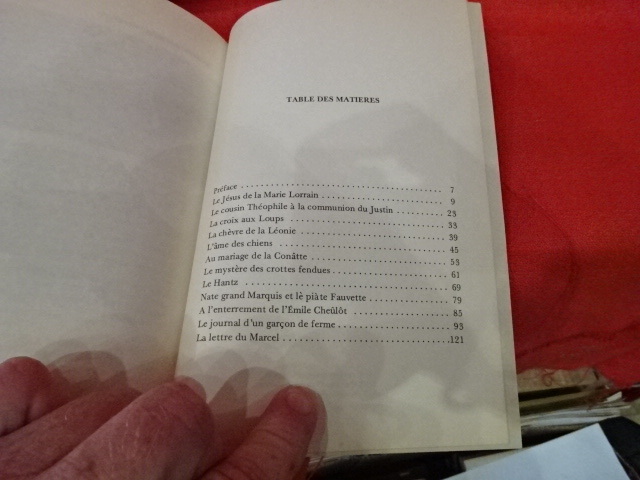 TABLE DES MATIERES
Préface . . . . . . . . . . . . . . . . . . . . . . . . . . . . . . . . . . . . . 7
Le Jésus de la Marie Lorrain . . . . . . . . . . . . . . . . . . . . . . 9
Le cousin Théophile à la communion du Justin . . . . . . . . . 23
La croix aux Loups . . . . . . . . . . . . . . . . . . . . . . . . . . . . 33
La chèvre de la Léonie . . . . . . . . . . . . . . . . . . . . . . . . . . 39
L'âme des chiens . . . . . . . . . . . . . . . . . . . . . . . . . . . . . . 45
Au mariage de la Conâtte . . . . . . . . . . . . . . . . . . . . . . . . 53
Le mystère des crottes fendues . . . . . . . . . . . . . . . . . . . . 61
Le Hantz . . . . . . . . . . . . . . . . . . . . . . . . . . . . . . . . . . . . 69
Nate grand Marquis et lè piàte Fauvette . . . . . . . . . . . . . . 79
A l'enterrement de l'Émile Cheûlôt . . . . . . . . . . . . . . . . . 85
Le journal d'un garçon de ferme . . . . . . . . . . . . . . . . . . . 93
La lettre du Marcel . . . . . . . . . . . . . . . . . . . . . . . . . . . . 121